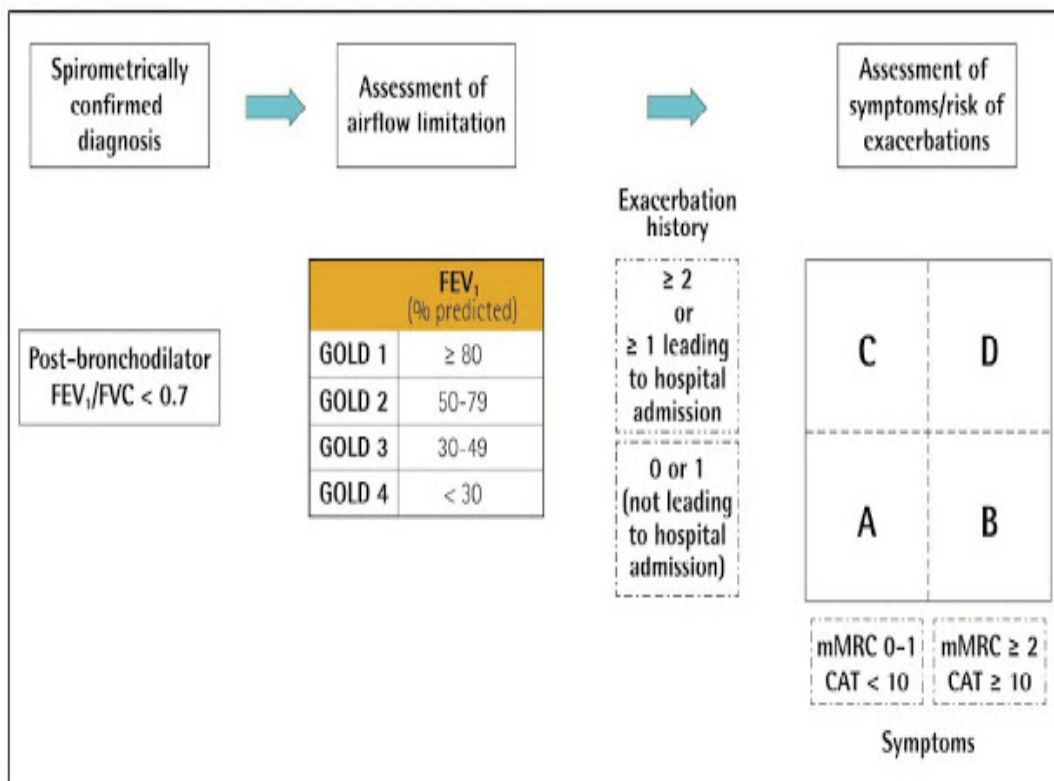 Spirometrically
confirmed
diagnosis
Assessment of
airflow limitation
Assessment of
symptoms/risk of
exacerbations
Post-bronchodilator
FEV₁/FVC < 0.7
FEV₁
(% predicted)
GOLD 1 ≥ 80
GOLD 2 50-79
GOLD 3 30-49
GOLD 4 < 30
Exacerbation
history
≥ 2
or
≥ 1 leading
to hospital
admission
0 or 1
(not leading
to hospital
admission)
C D
A B
mMRC 0-1
CAT < 10
mMRC ≥ 2
CAT ≥ 10
Symptoms